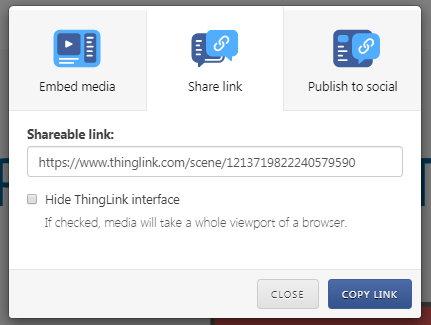 Embed media
Share link
Publish to social
Shareable link:
https://www.thinglink.com/scene/1213719822240579590
Hide ThingLink interface
If checked, media will take a whole viewport of a browser.
CLOSE
COPY LINK